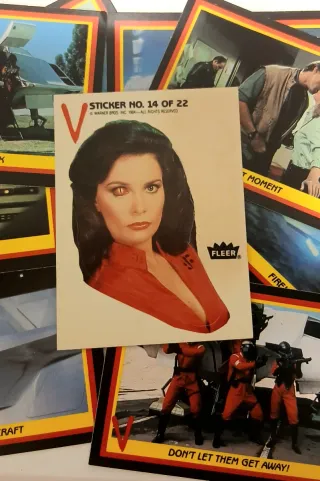 V
STICKER NO. 14 OF 22
© WARNER BROS. INC. 1984—ALL RIGHTS RESERVED
FLEER®
T MOMENT
FIRE
RAFT
V
DON'T LET THEM GET AWAY!